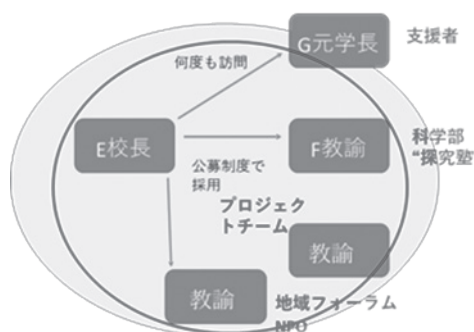 G元学長
支援者
何度も訪問
E校長
F教諭
科学部
“探究塾
公募制度で
採用
プロジェク
トチーム
教諭
教諭
地域フォーラム
NPO